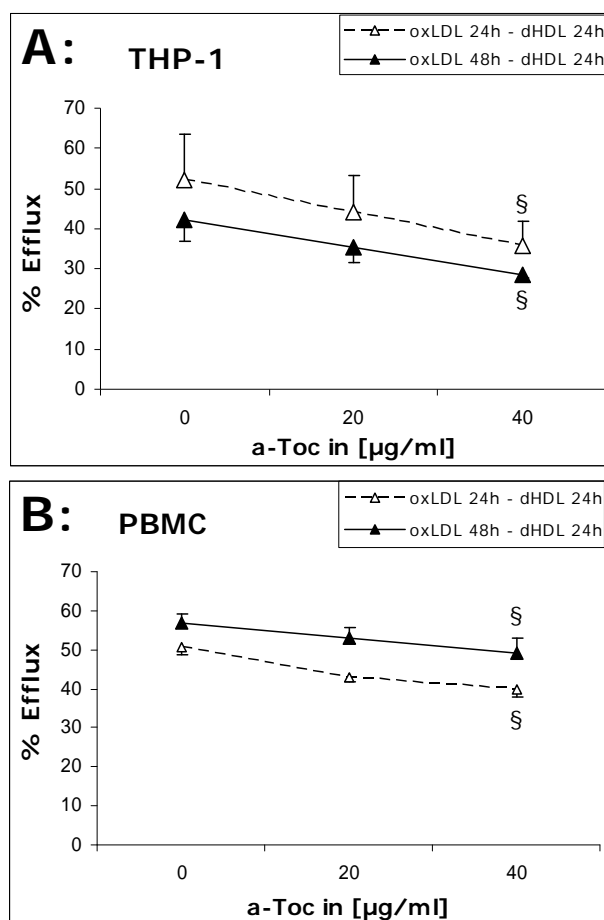 A: THP-1
oxLDL 24h - dHDL 24h
oxLDL 48h - dHDL 24h
70
60
50
40
30
20
10
0
% Efflux
§
§
0 20 40
a-Toc in [µg/ml]
B: PBMC
oxLDL 24h - dHDL 24h
oxLDL 48h - dHDL 24h
70
60
50
40
30
20
10
0
% Efflux
§
§
0 20 40
a-Toc in [µg/ml]